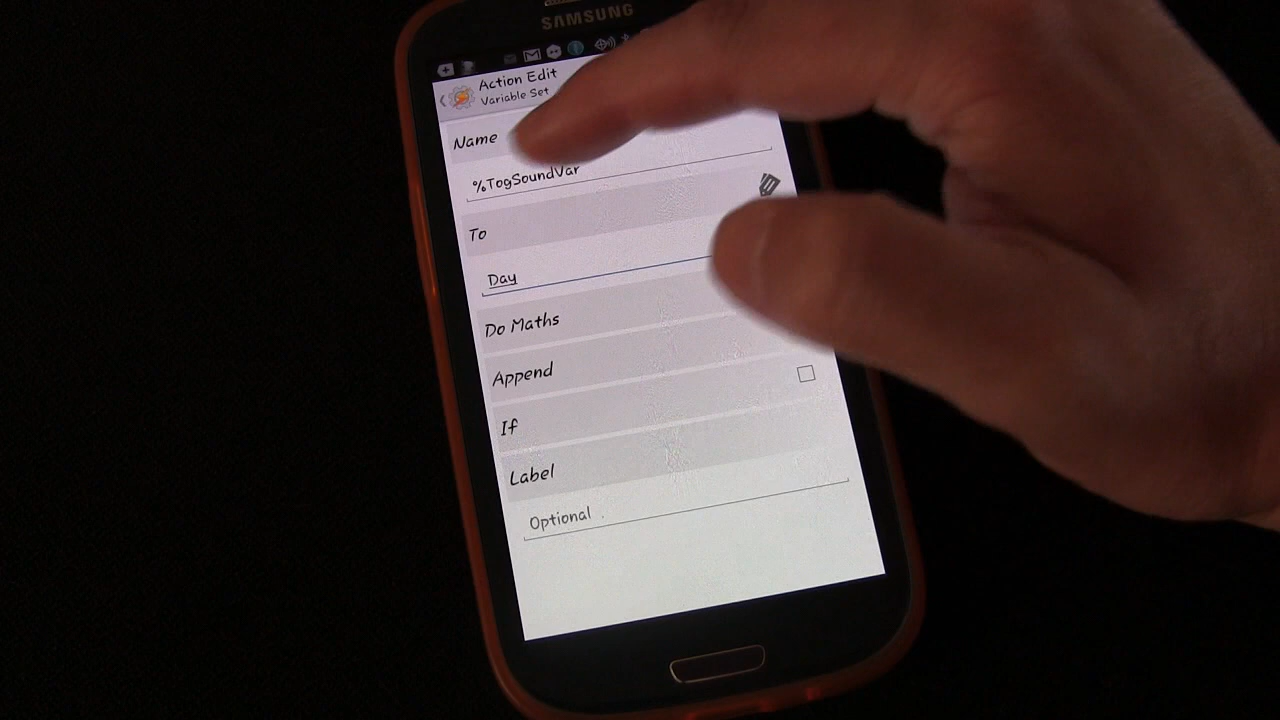 SAMSUNG
Action Edit
Variable Set
Name
%TogSoundVar
To
Day
Do Maths
Append
If
Label
Optional